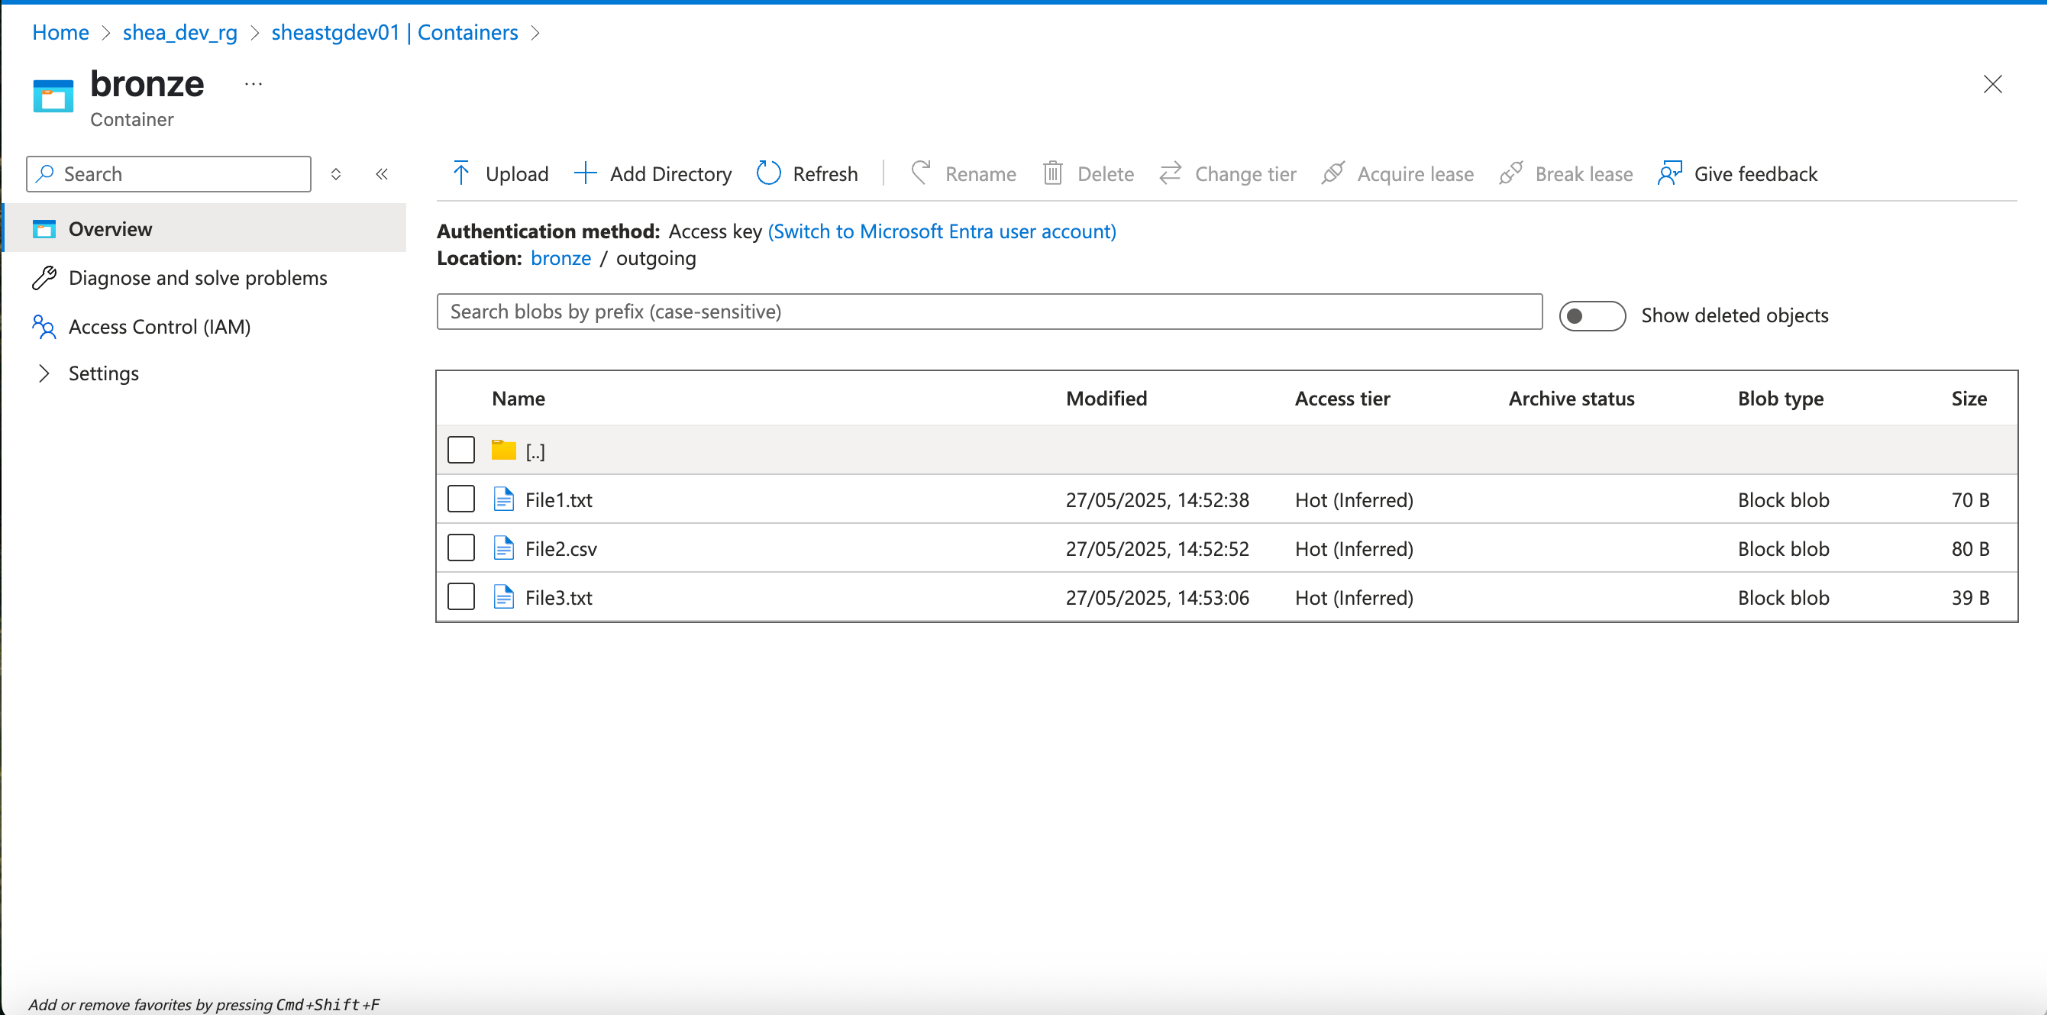 Home > shea_dev_rg > sheastgdev01 | Containers >
bronze ...
Container
Search
Upload Add Directory Refresh Rename Delete Change tier Acquire lease Break lease Give feedback
Overview
Diagnose and solve problems
Access Control (IAM)
Settings
Authentication method: Access key (Switch to Microsoft Entra user account)
Location: bronze / outgoing
Search blobs by prefix (case-sensitive)
Show deleted objects
Name Modified Access tier Archive status Blob type Size
[..]
File1.txt 27/05/2025, 14:52:38 Hot (Inferred) Block blob 70 B
File2.csv 27/05/2025, 14:52:52 Hot (Inferred) Block blob 80 B
File3.txt 27/05/2025, 14:53:06 Hot (Inferred) Block blob 39 B
Add or remove favorites by pressing Cmd+Shift+F